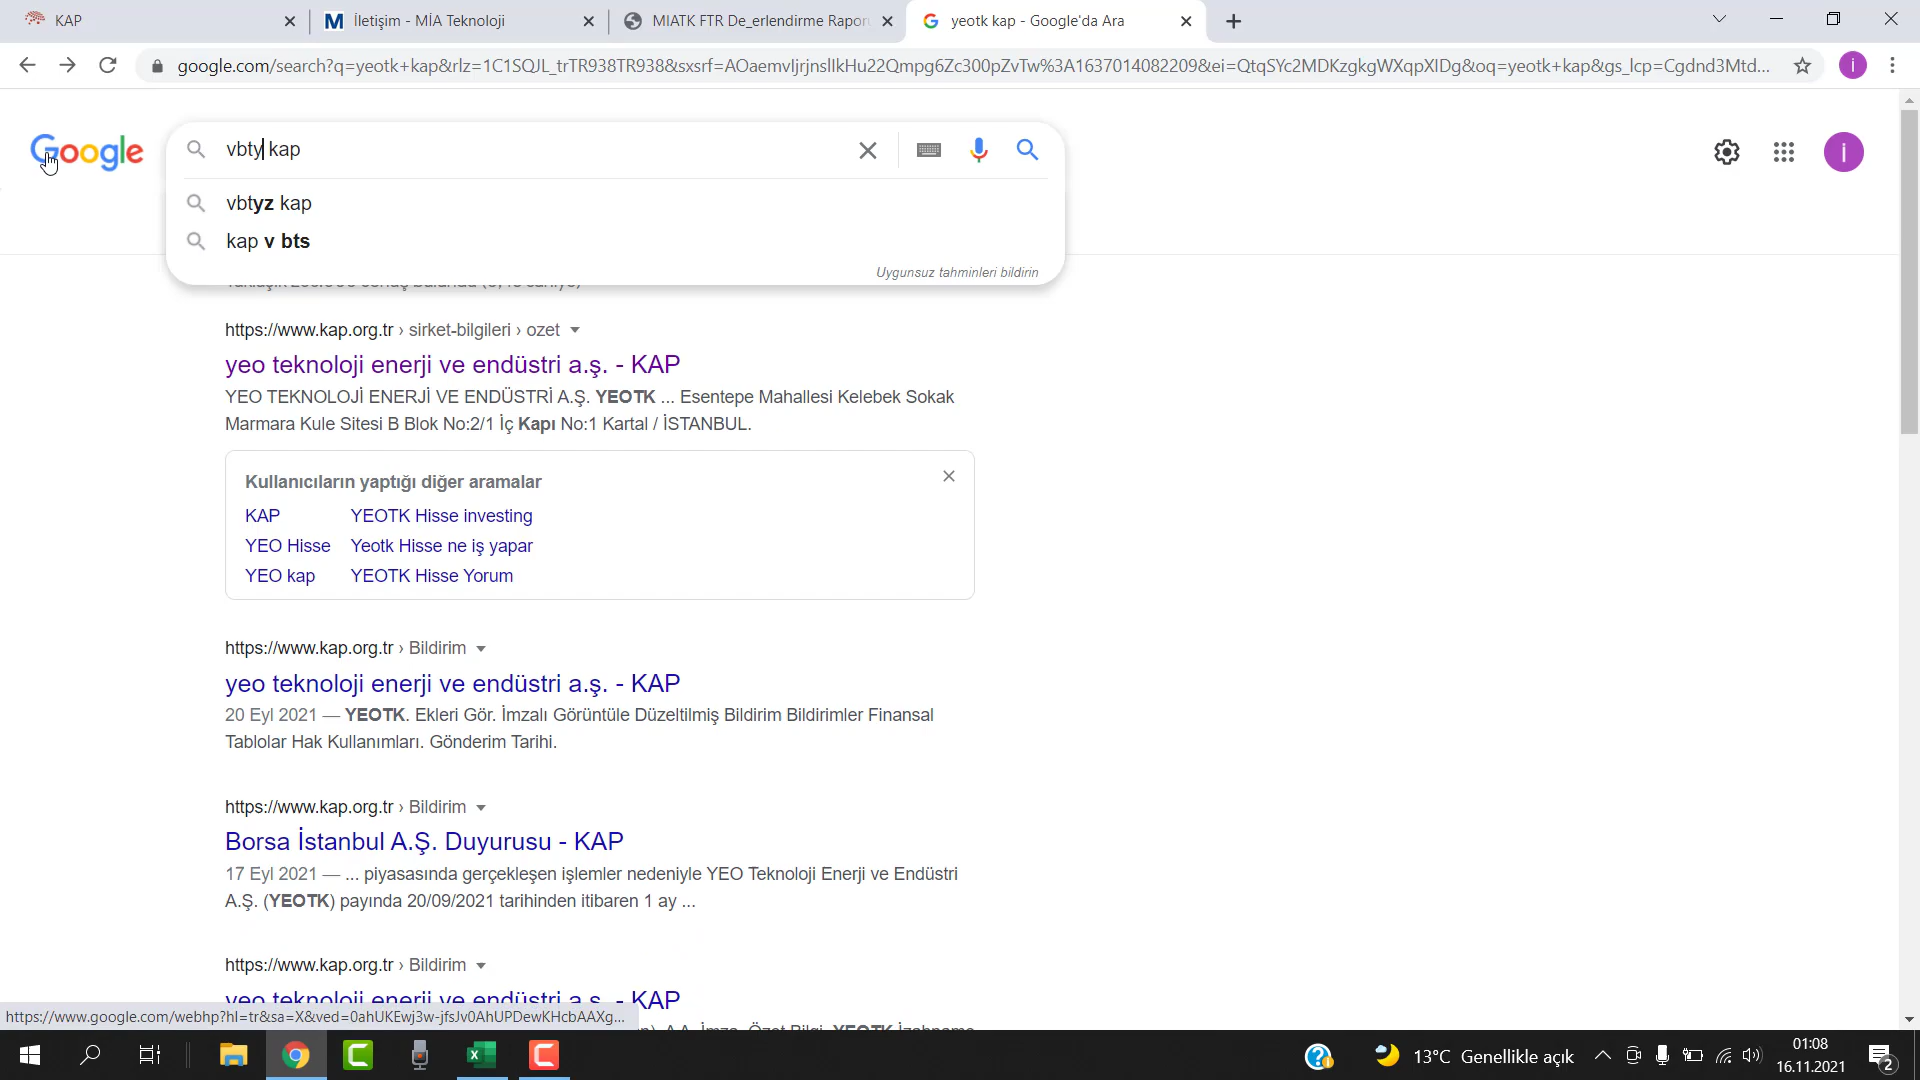 KAP
İletişim - MİA Teknoloji
MIATK FTR De_erlendirme Raporu
yeotk kap - Google'da Ara
google.com/search?q=yeotk+kap&rlz=1C1SQJL_trTR938TR938&sxsrf=AOaemvIjrjnslIkHu22Qmpg6Zc300pZvTw%3A1637014082209&ei=QtqSYc2MDKzgkgWXqpXIDg&oq=yeotk+kap&gs_lcp=Cgdnd3Mtd...
i
Google
vbty kap
i
vbtyz kap
kap v bts
Uygunsuz tahminleri bildirin
https://www.kap.org.tr › sirket-bilgileri › ozet
yeo teknoloji enerji ve endüstri a.ş. - KAP
YEO TEKNOLOJİ ENERJİ VE ENDÜSTRİ A.Ş. YEOTK ... Esentepe Mahallesi Kelebek Sokak
Marmara Kule Sitesi B Blok No:2/1 İç Kapı No:1 Kartal / İSTANBUL.
Kullanıcıların yaptığı diğer aramalar
KAP
YEOTK Hisse investing
YEO Hisse
Yeotk Hisse ne iş yapar
YEO kap
YEOTK Hisse Yorum
https://www.kap.org.tr › Bildirim
yeo teknoloji enerji ve endüstri a.ş. - KAP
20 Eyl 2021 — YEOTK. Ekleri Gör. İmzalı Görüntüle Düzeltilmiş Bildirim Bildirimler Finansal
Tablolar Hak Kullanımları. Gönderim Tarihi.
https://www.kap.org.tr › Bildirim
Borsa İstanbul A.Ş. Duyurusu - KAP
17 Eyl 2021 — ... piyasasında gerçekleşen işlemler nedeniyle YEO Teknoloji Enerji ve Endüstri
A.Ş. (YEOTK) payında 20/09/2021 tarihinden itibaren 1 ay ...
https://www.kap.org.tr › Bildirim
yeo teknoloji enerji ve endüstri a.ş. - KAP
https://www.google.com/webhp?hl=tr&sa=X&ved=0ahUKEwj3w-jfsJv0AhUPDewKHcbAAXg...
13°C Genellikle açık
01:08
16.11.2021
2